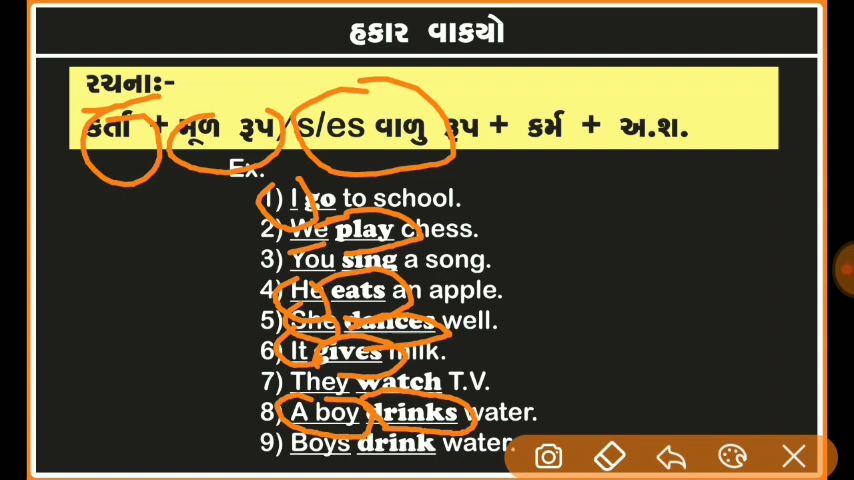 હકાર વાકયો
રચનાઃ-
કર્તા + મૂળ રૂપ/s/es વાળુ રૂપ + કર્મ + અ.શ.
Ex.
1) I go to school.
2) We play chess.
3) You sing a song.
4) He eats an apple.
5) She dances well.
6) It gives milk.
7) They watch T.V.
8) A boy drinks water.
9) Boys drink water.